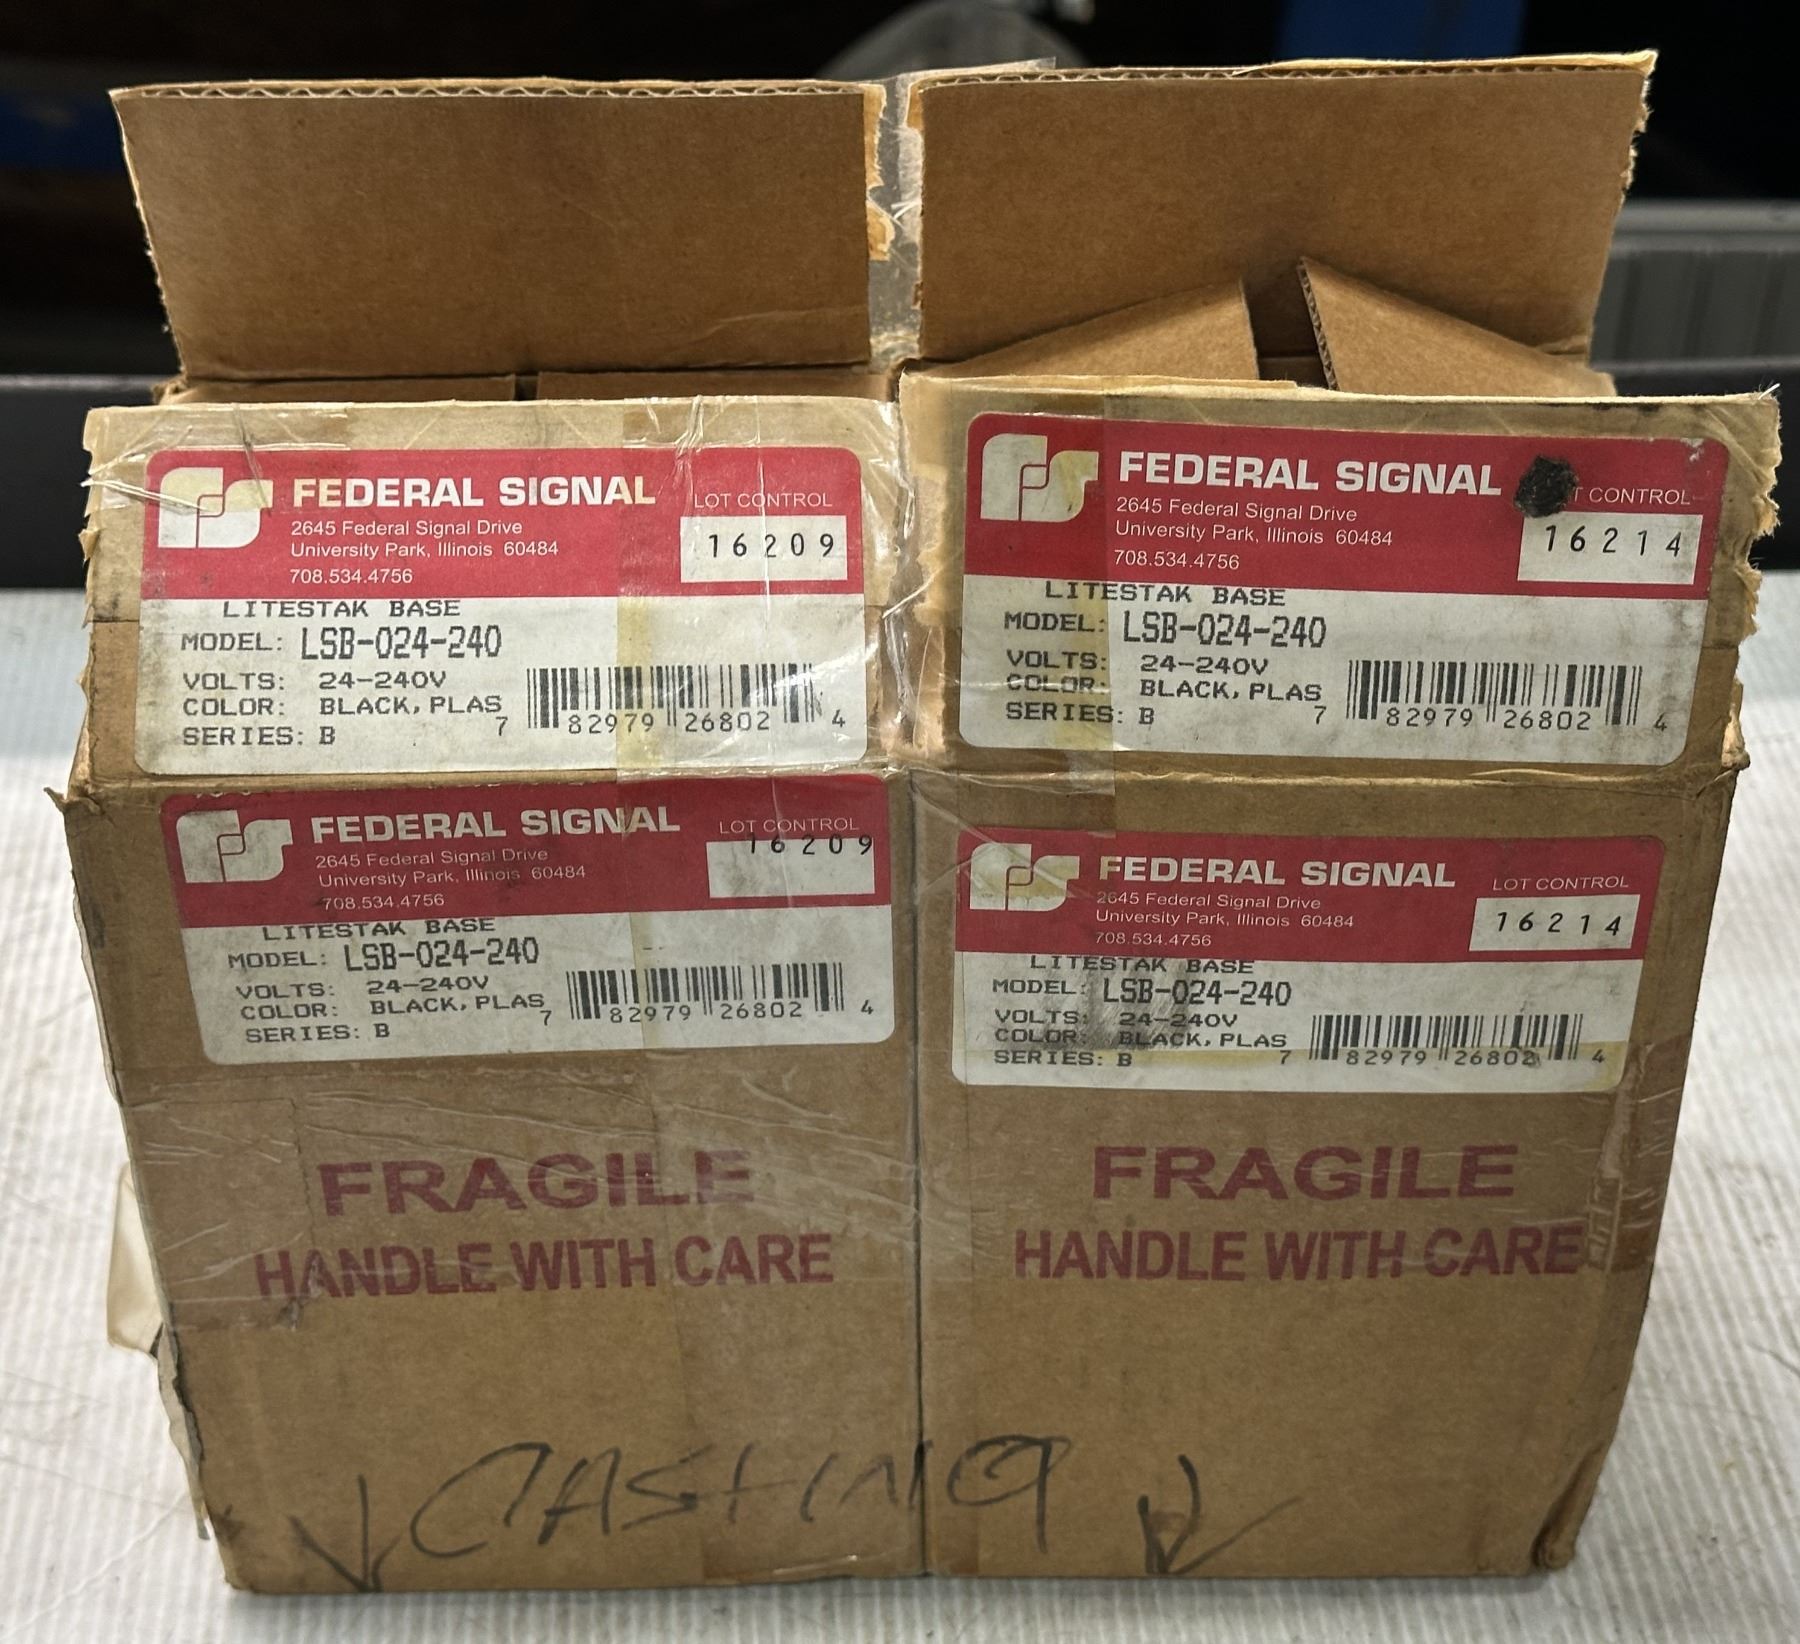 FEDERAL SIGNAL
LOT CONTROL
2645 Federal Signal Drive
University Park, Illinois 60484
16209
708.534.4756
LITESTAK BASE
MODEL: LSB-024-240
VOLTS: 24-240V
COLOR: BLACK, PLAS
SERIES: B
7 82979 26802 4
FEDERAL SIGNAL
T CONTROL
2645 Federal Signal Drive
University Park, Illinois 60484
16214
708.534.4756
LITESTAK BASE
MODEL: LSB-024-240
VOLTS: 24-240V
COLOR: BLACK, PLAS
SERIES: B
7 82979 26802 4
FEDERAL SIGNAL
LOT CONTROL
16209
2645 Federal Signal Drive
University Park, Illinois 60484
708.534.4756
LITESTAK BASE
MODEL: LSB-024-240
VOLTS: 24-240V
COLOR: BLACK, PLAS
SERIES: B
7 82979 26802 4
FEDERAL SIGNAL
LOT CONTROL
2645 Federal Signal Drive
University Park, Illinois 60484
16214
708.534.4756
LITESTAK BASE
MODEL: LSB-024-240
VOLTS: 24-240V
COLOR: BLACK, PLAS
SERIES: B
7 82979 26802 4
FRAGILE
HANDLE WITH CARE
FRAGILE
HANDLE WITH CARE
CASTING